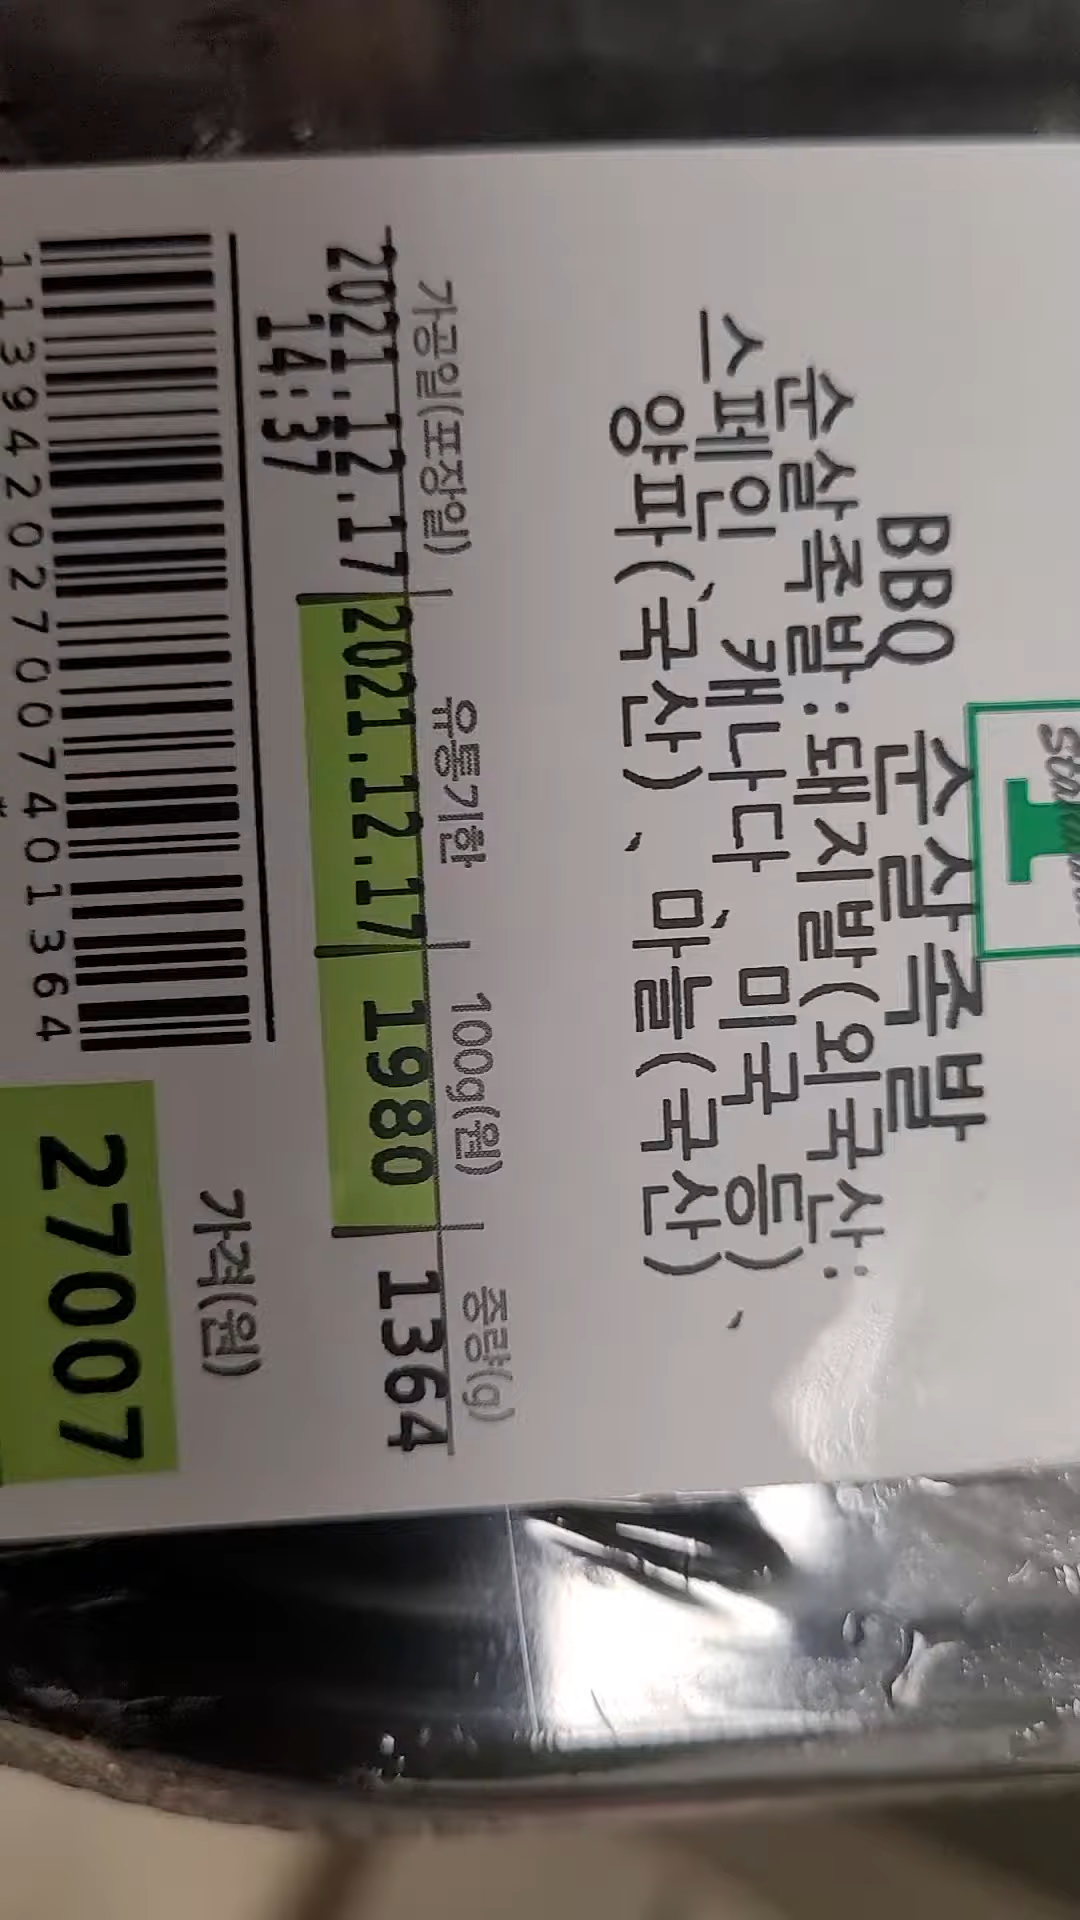 BBQ 순살족발
순살족발:돼지발(외국산:
스페인, 캐나다, 미국 등),
양파(국산), 마늘(국산)
가공일(포장일) 유통기한 100g(원) 중량(g)
2021.12.17 2021.12.17 1980 1364
14:37
가격(원)
27007
113942027007401364